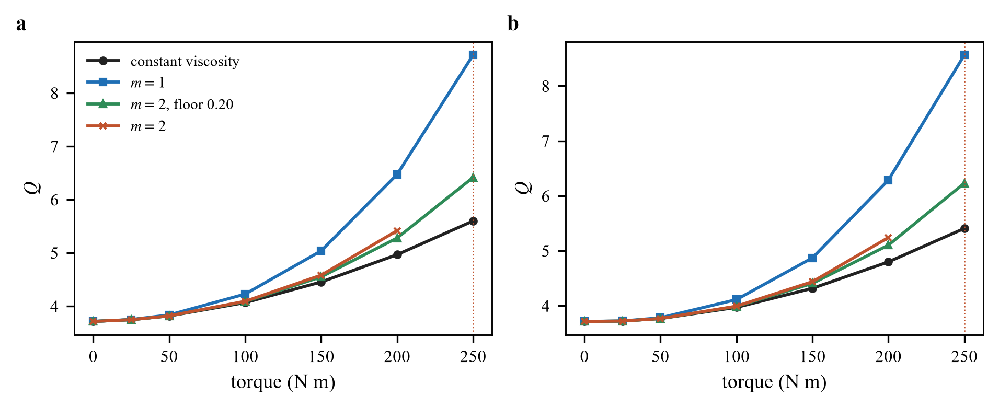 a
constant viscosity
m = 1
m = 2, floor 0.20
m = 2
8
7
6
5
4
Q
0 50 100 150 200 250
torque (N m)
b
8
7
6
5
4
Q
0 50 100 150 200 250
torque (N m)